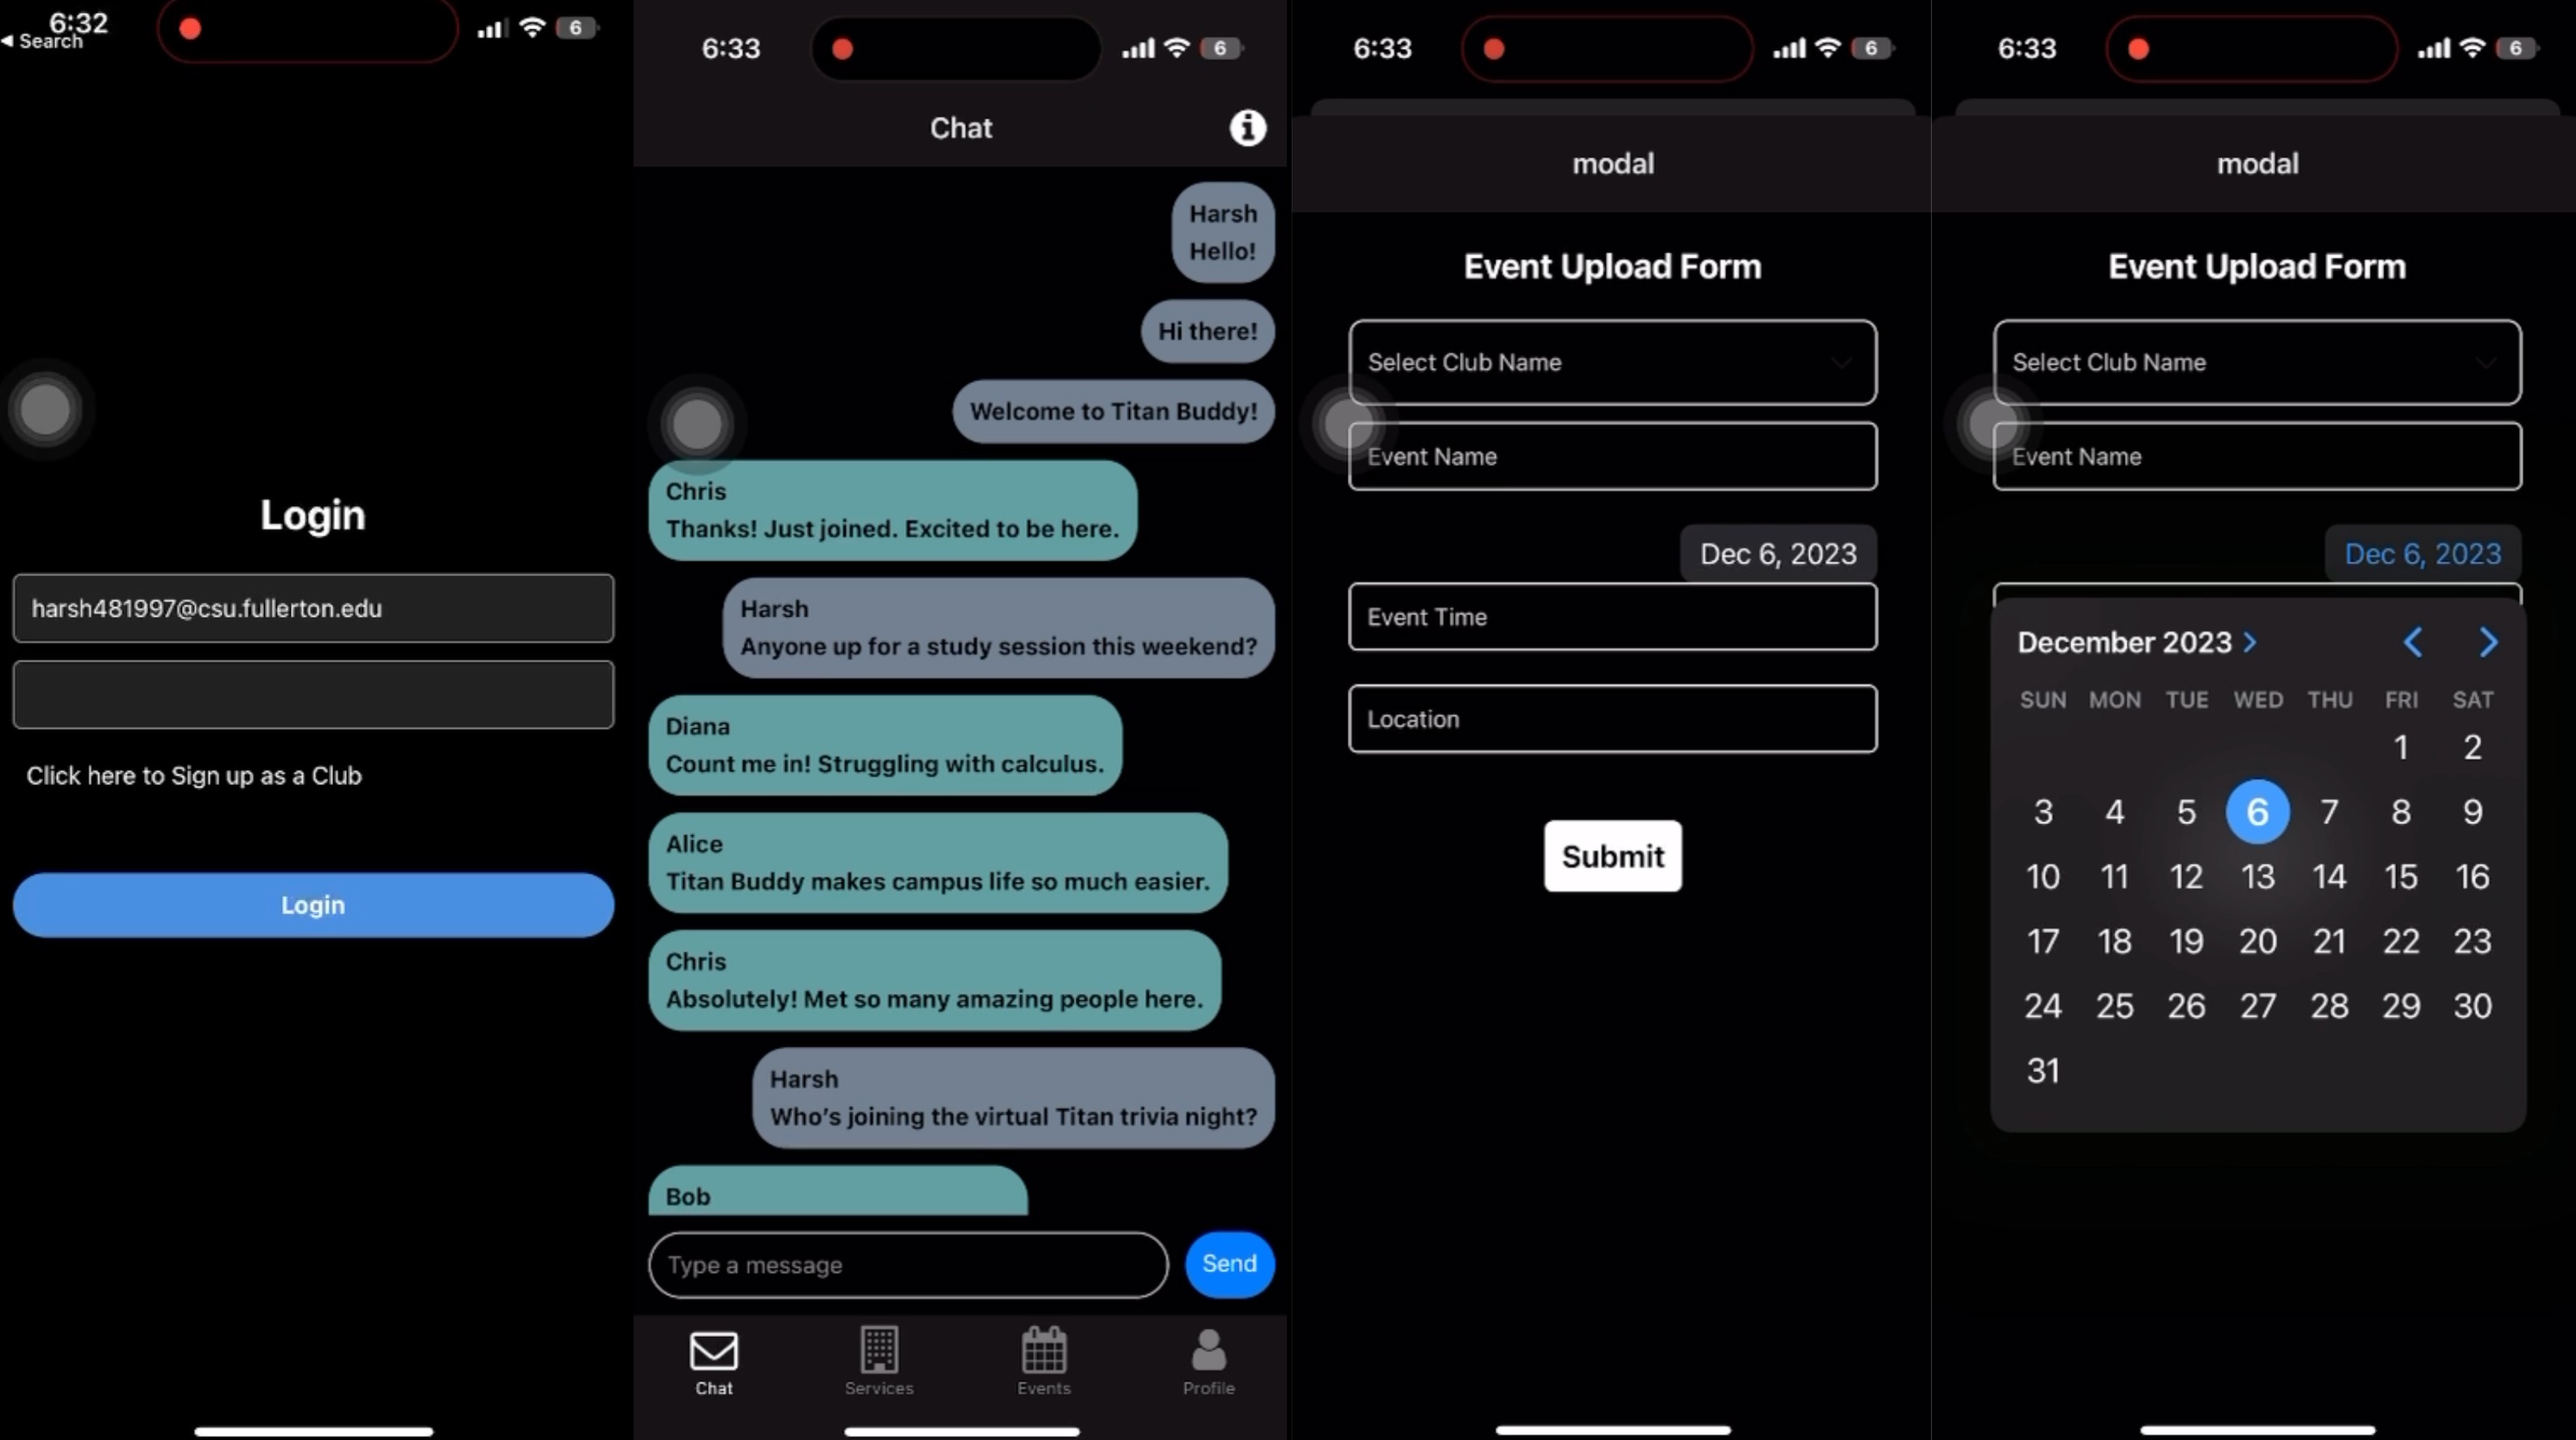 6:32
◀ Search
6
Login
harsh481997@csu.fullerton.edu
Click here to Sign up as a Club
Login
6:33
6
Chat
Harsh
Hello!
Hi there!
Welcome to Titan Buddy!
Chris
Thanks! Just joined. Excited to be here.
Harsh
Anyone up for a study session this weekend?
Diana
Count me in! Struggling with calculus.
Alice
Titan Buddy makes campus life so much easier.
Chris
Absolutely! Met so many amazing people here.
Harsh
Who's joining the virtual Titan trivia night?
Bob
Type a message
Send
Chat Services Events Profile
6:33
6
modal
Event Upload Form
Select Club Name
Event Name
Dec 6, 2023
Event Time
Location
Submit
6:33
6
modal
Event Upload Form
Select Club Name
Event Name
Dec 6, 2023
December 2023
SUN MON TUE WED THU FRI SAT
1 2
3 4 5 6 7 8 9
10 11 12 13 14 15 16
17 18 19 20 21 22 23
24 25 26 27 28 29 30
31